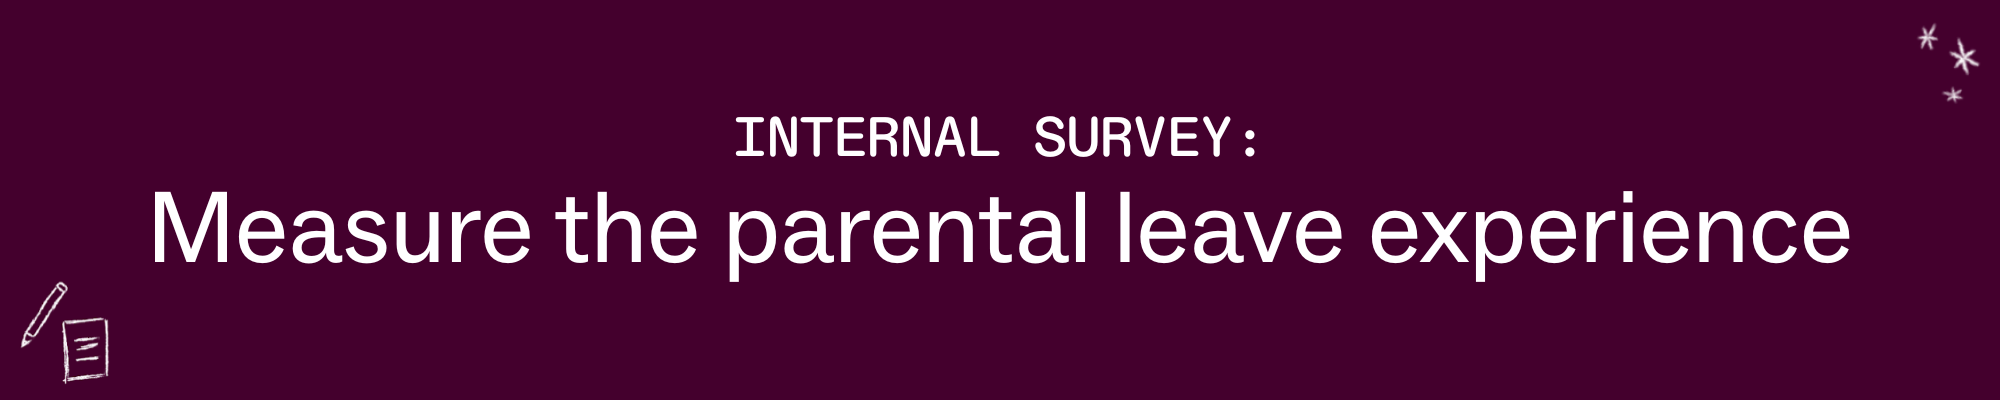 INTERNAL SURVEY:
Measure the parental leave experience